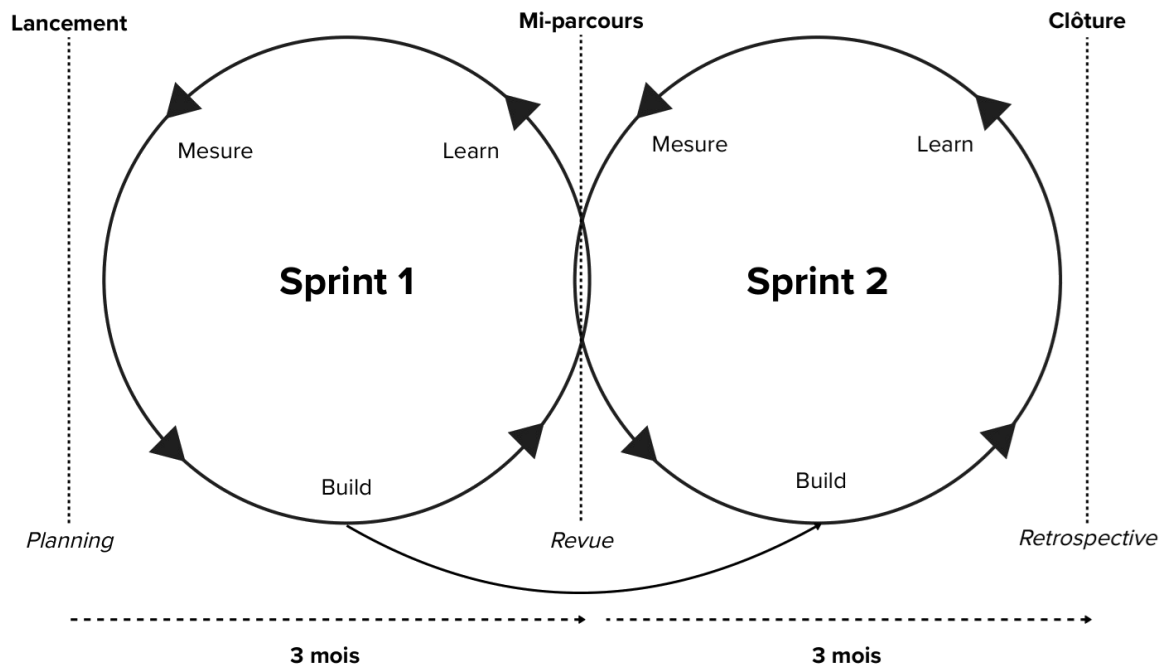 Lancement
Mi-parcours
Clôture
Mesure
Learn
Mesure
Learn
Sprint 1
Sprint 2
Build
Build
Planning
Revue
Retrospective
3 mois
3 mois